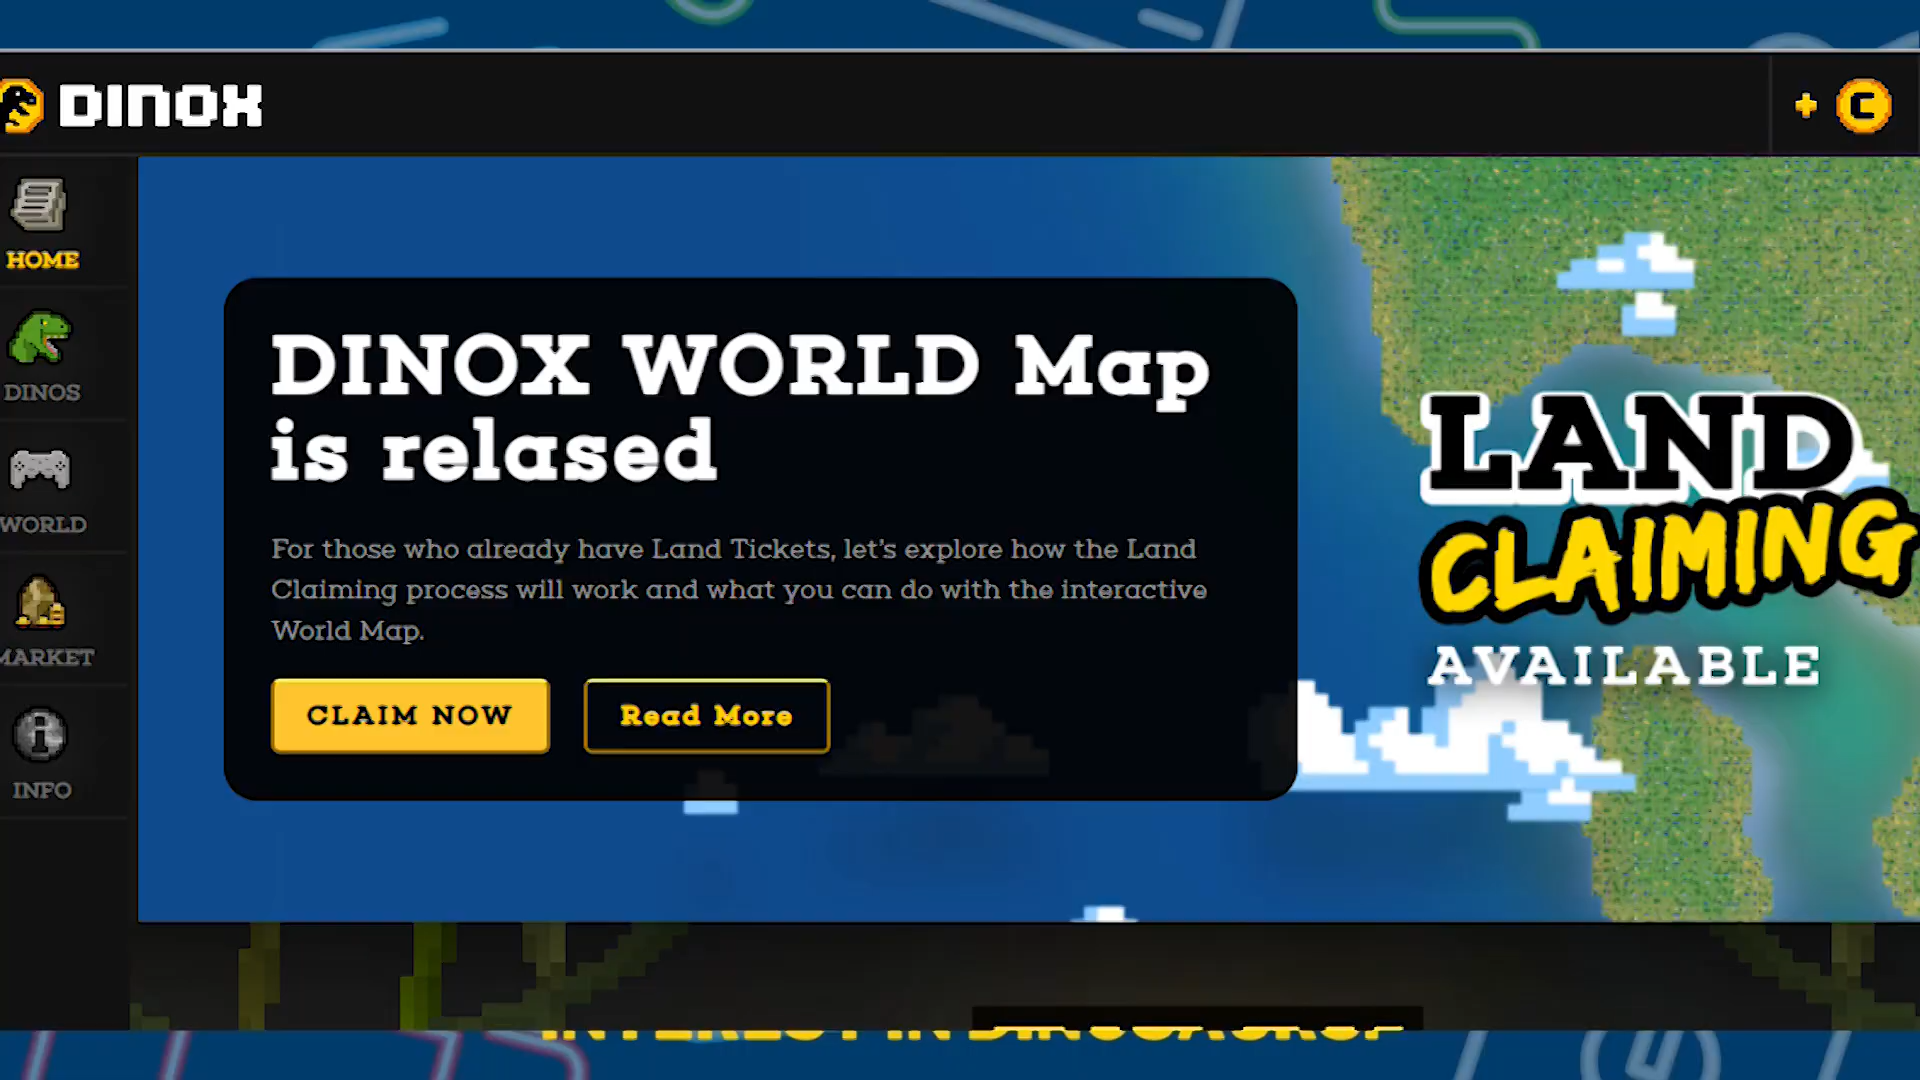 DINOX
C
HOME
DINOS
WORLD
MARKET
INFO
DINOX WORLD Map
is relased
For those who already have Land Tickets, let's explore how the Land
Claiming process will work and what you can do with the interactive
World Map.
CLAIM NOW
Read More
LAND
CLAIMING
AVAILABLE